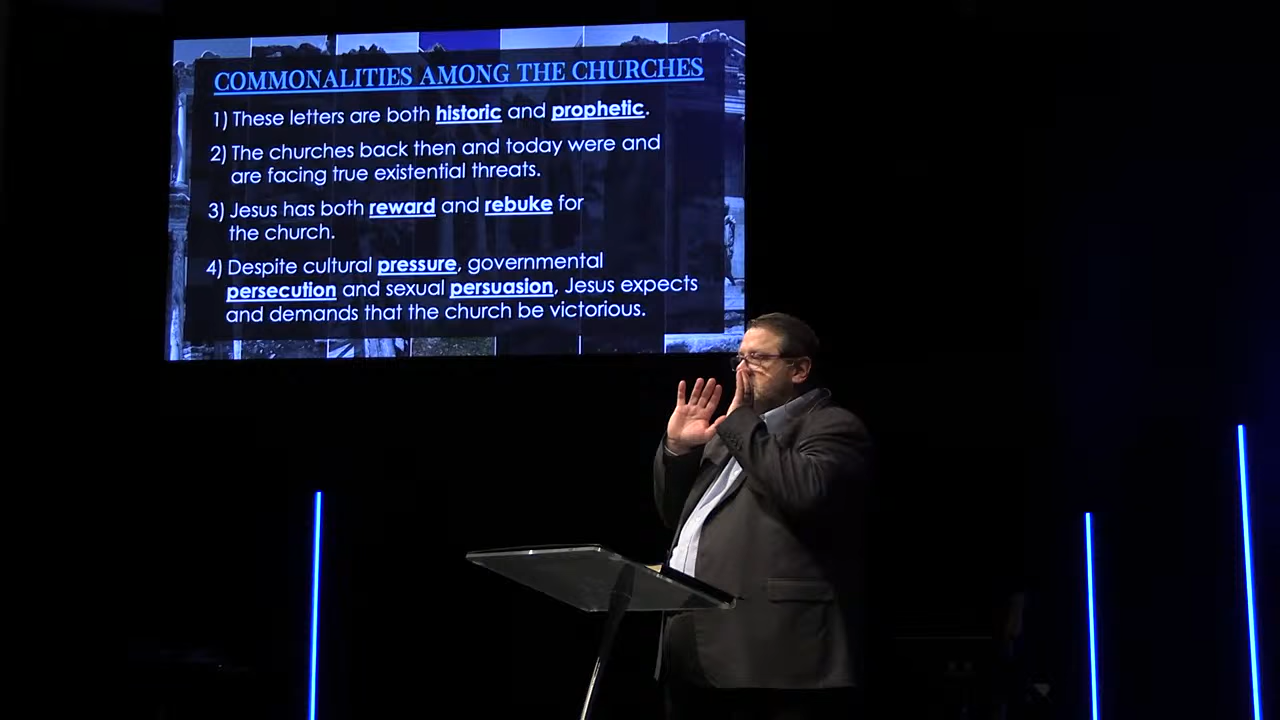 COMMONALITIES AMONG THE CHURCHES
1) These letters are both historic and prophetic.
2) The churches back then and today were and
are facing true existential threats.
3) Jesus has both reward and rebuke for
the church.
4) Despite cultural pressure, governmental
persecution and sexual persuasion, Jesus expects
and demands that the church be victorious.